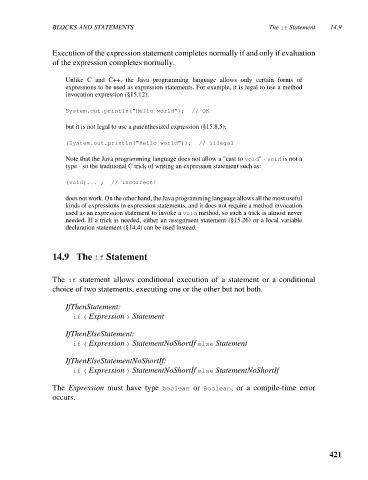 BLOCKS AND STATEMENTS The if Statement 14.9
Execution of the expression statement completes normally if and only if evaluation
of the expression completes normally.
Unlike C and C++, the Java programming language allows only certain forms of
expressions to be used as expression statements. For example, it is legal to use a method
invocation expression (§15.12):
System.out.println("Hello world"); // OK
but it is not legal to use a parenthesized expression (§15.8.5):
(System.out.println("Hello world")); // illegal
Note that the Java programming language does not allow a "cast to void" - void is not a
type - so the traditional C trick of writing an expression statement such as:
(void)... ; // incorrect!
does not work. On the other hand, the Java programming language allows all the most useful
kinds of expressions in expression statements, and it does not require a method invocation
used as an expression statement to invoke a void method, so such a trick is almost never
needed. If a trick is needed, either an assignment statement (§15.26) or a local variable
declaration statement (§14.4) can be used instead.
14.9 The if Statement
The if statement allows conditional execution of a statement or a conditional
choice of two statements, executing one or the other but not both.
IfThenStatement:
if ( Expression ) Statement
IfThenElseStatement:
if ( Expression ) StatementNoShortIf else Statement
IfThenElseStatementNoShortIf:
if ( Expression ) StatementNoShortIf else StatementNoShortIf
The Expression must have type boolean or Boolean, or a compile-time error
occurs.
421